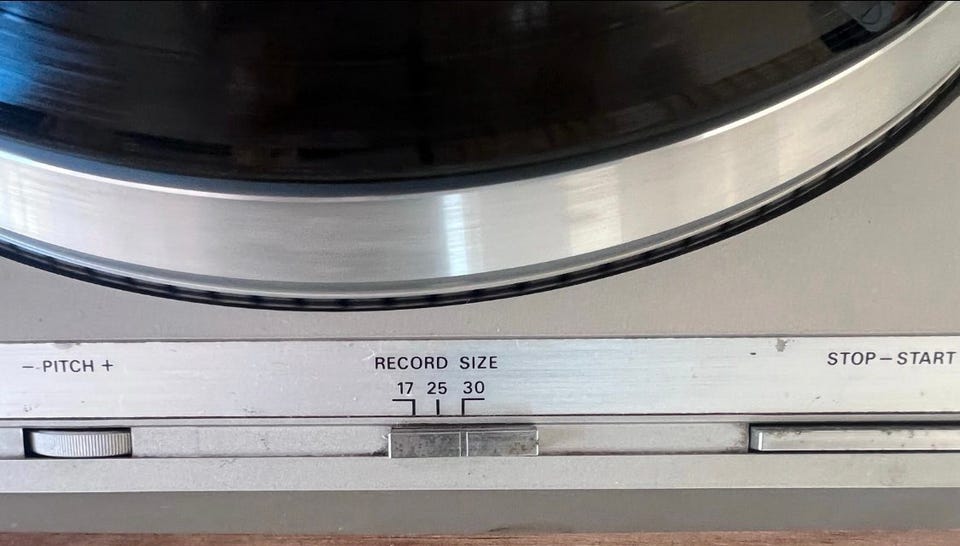 – PITCH +
RECORD SIZE
17 25 30
STOP – START